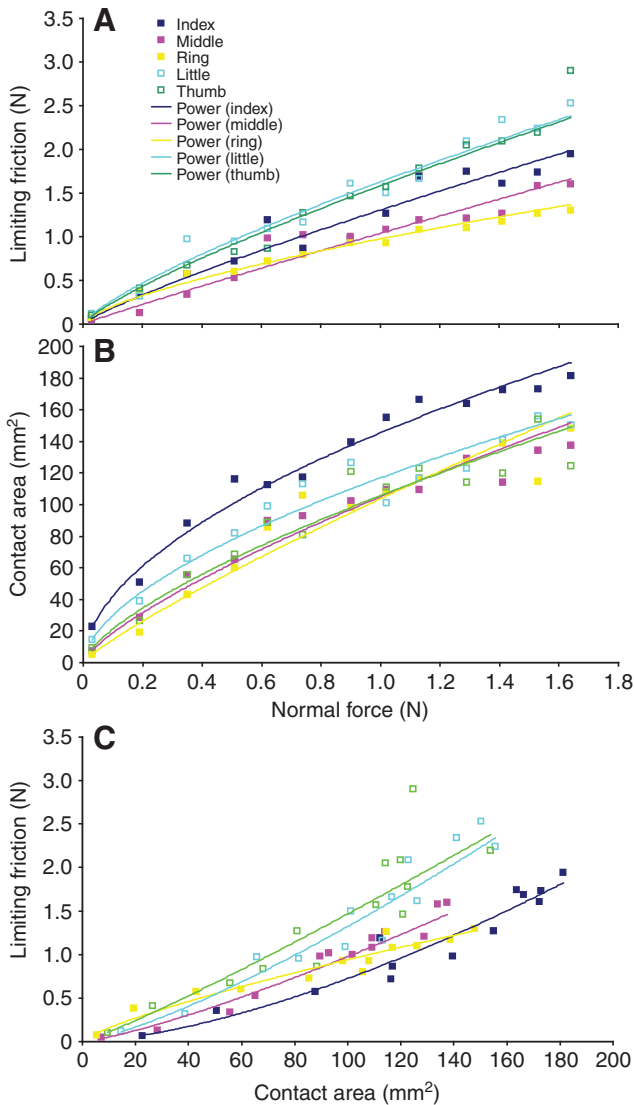 A
Index
Middle
Ring
Little
Thumb
Power (index)
Power (middle)
Power (ring)
Power (little)
Power (thumb)
Limiting friction (N)
3.5
3.0
2.5
2.0
1.5
1.0
0.5
0
B
Contact area (mm²)
200
180
160
140
120
100
80
60
40
20
0
0 0.2 0.4 0.6 0.8 1.0 1.2 1.4 1.6 1.8
Normal force (N)
C
Limiting friction (N)
3.5
3.0
2.5
2.0
1.5
1.0
0.5
0
0 20 40 60 80 100 120 140 160 180 200
Contact area (mm²)